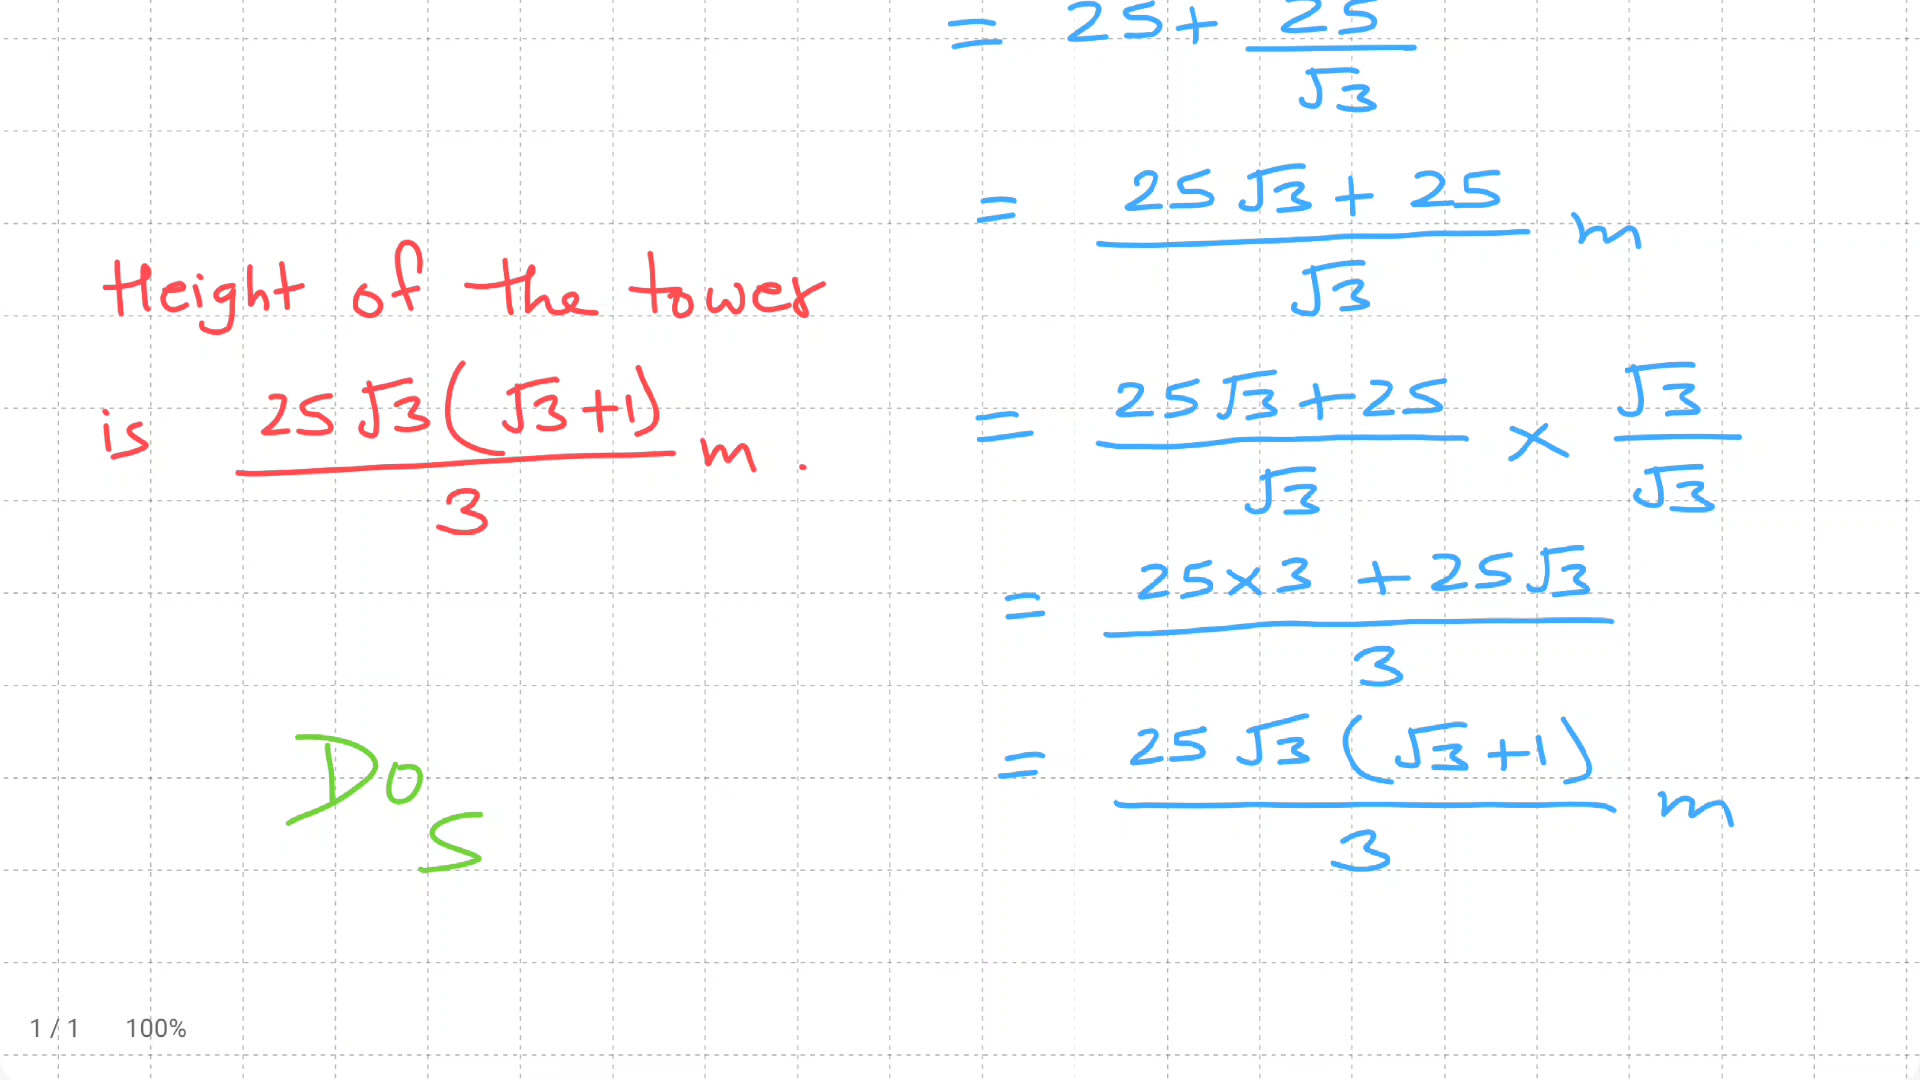 = 25 + 25/√3
= (25√3 + 25)/√3 m
= (25√3 + 25)/√3 × √3/√3
= (25×3 + 25√3)/3
= 25√3(√3+1)/3 m
Height of the tower
is 25√3(√3+1)/3 m.
Do
S
1 / 1 100%